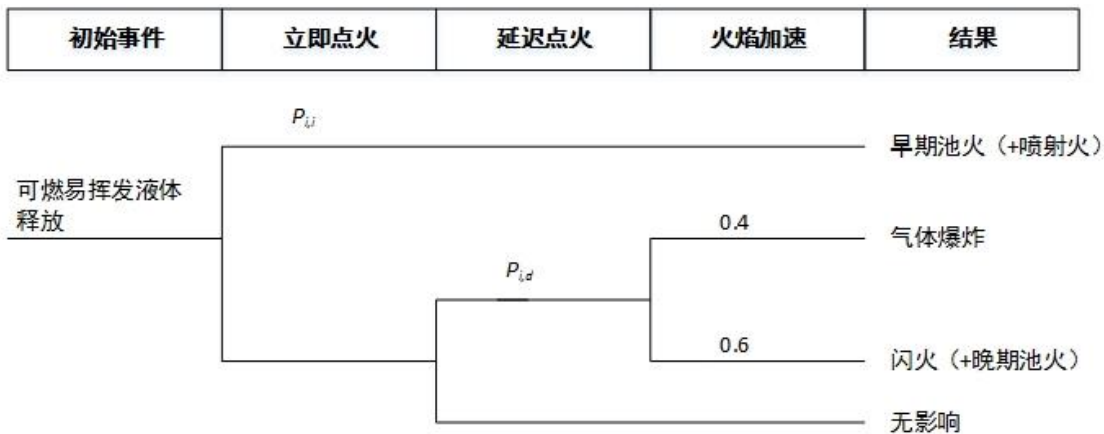 初始事件 立即点火 延迟点火 火焰加速 结果
P_{i,i}
早期池火（+喷射火）
可燃易挥发液体
释放
0.4
气体爆炸
P_{i,d}
0.6
闪火（+晚期池火）
无影响